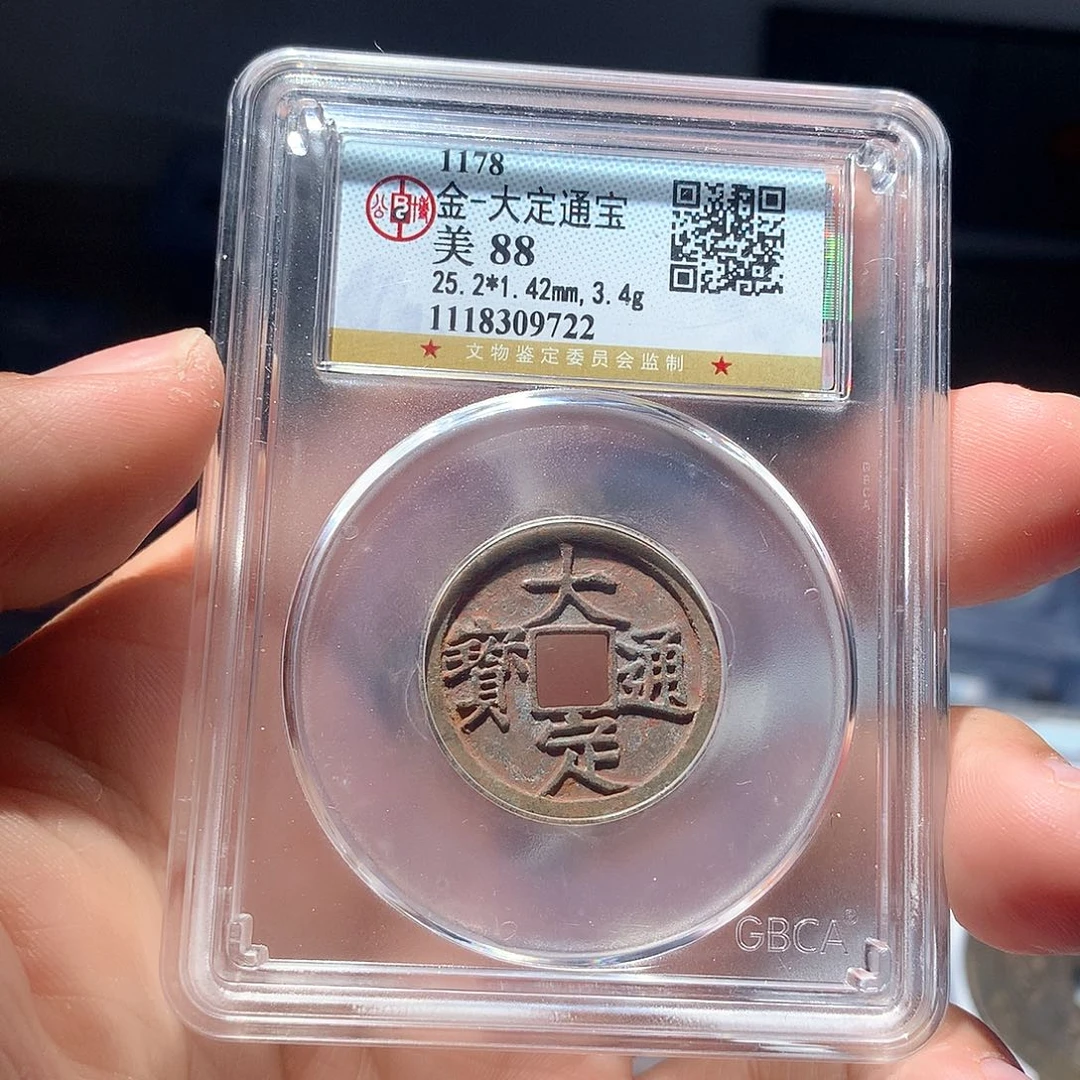 1178
金-大定通宝
美 88
25.2*1.42mm,3.4g
1118309722
★ 文物鉴定委员会监制 ★
大定通寶
GBCA®